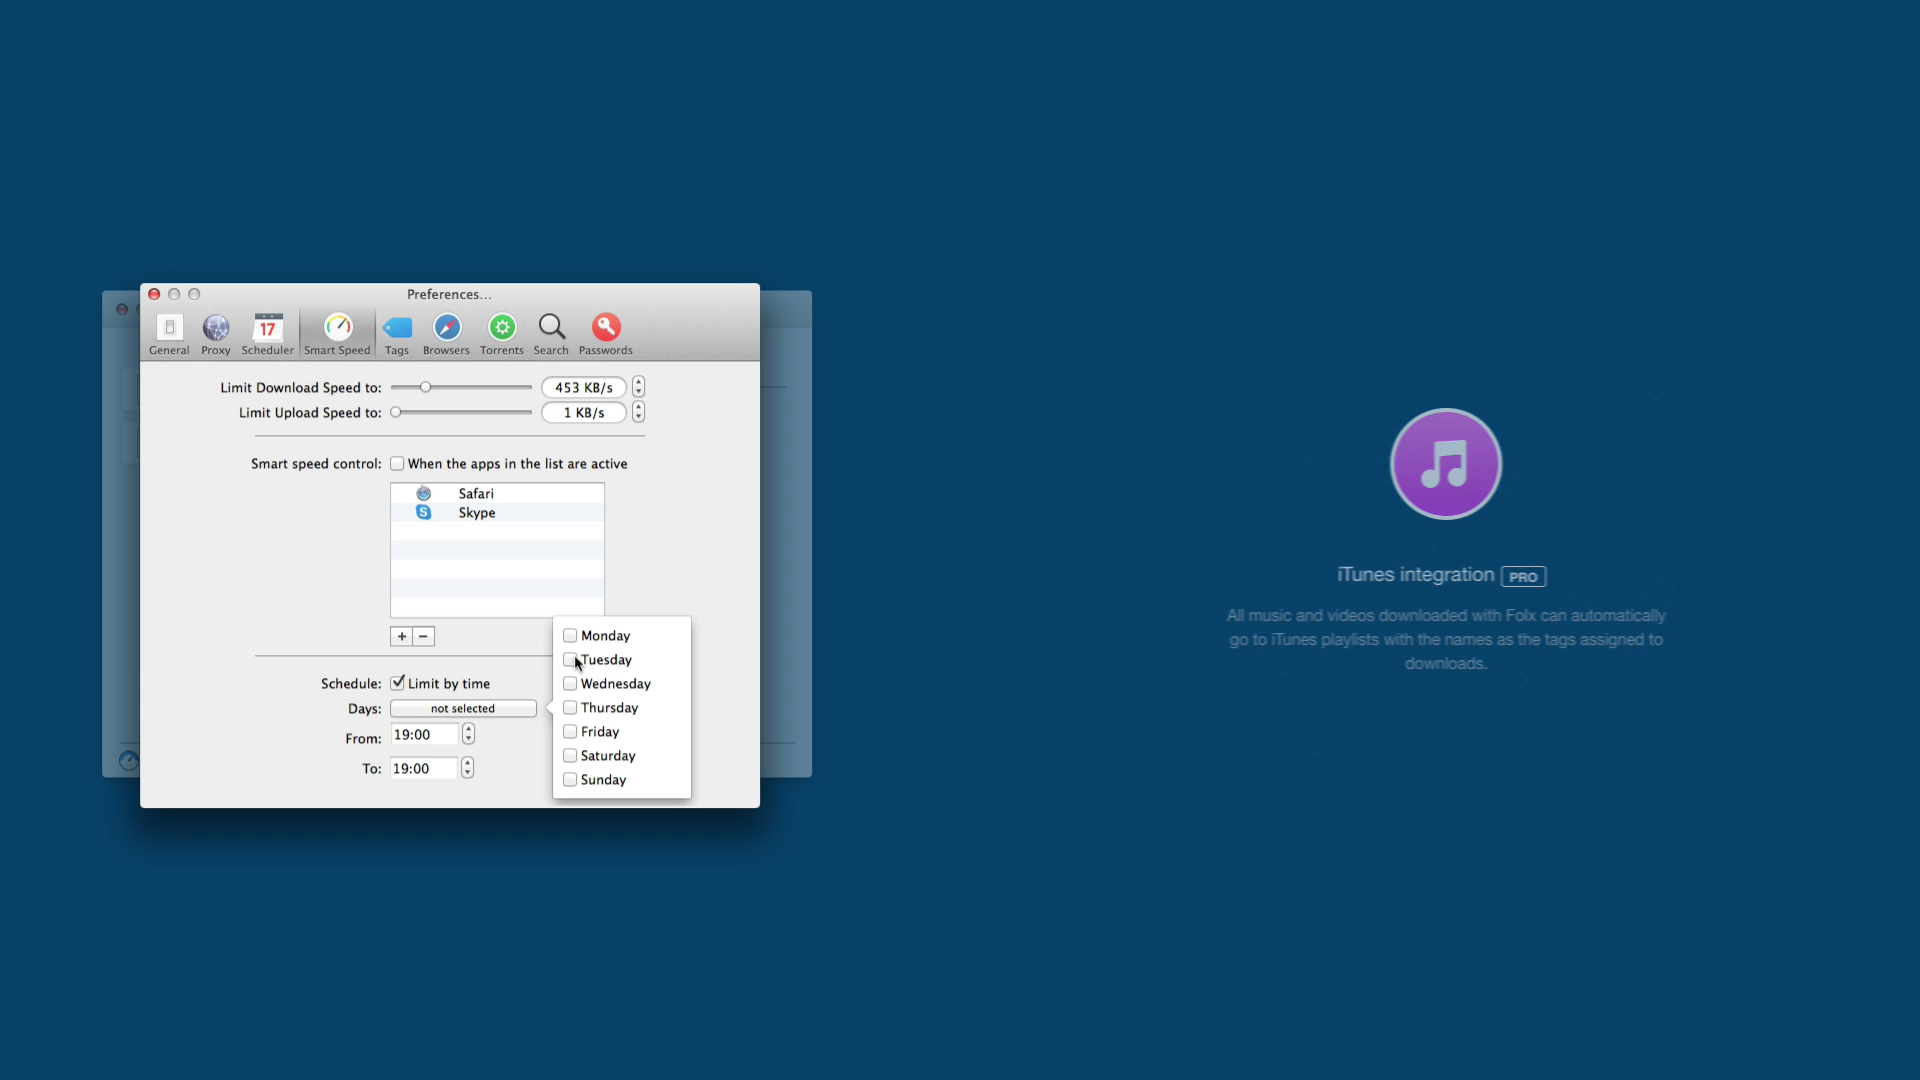 Preferences...
General Proxy Scheduler Smart Speed Tags Browsers Torrents Search Passwords
17
Limit Download Speed to: 453 KB/s
Limit Upload Speed to: 1 KB/s
Smart speed control: When the apps in the list are active
Safari
S Skype
+ −
Schedule: Limit by time
Days: not selected
From: 19:00
To: 19:00
Monday
Tuesday
Wednesday
Thursday
Friday
Saturday
Sunday
iTunes integration PRO
All music and videos downloaded with Folx can automatically
go to iTunes playlists with the names as the tags assigned to
downloads.